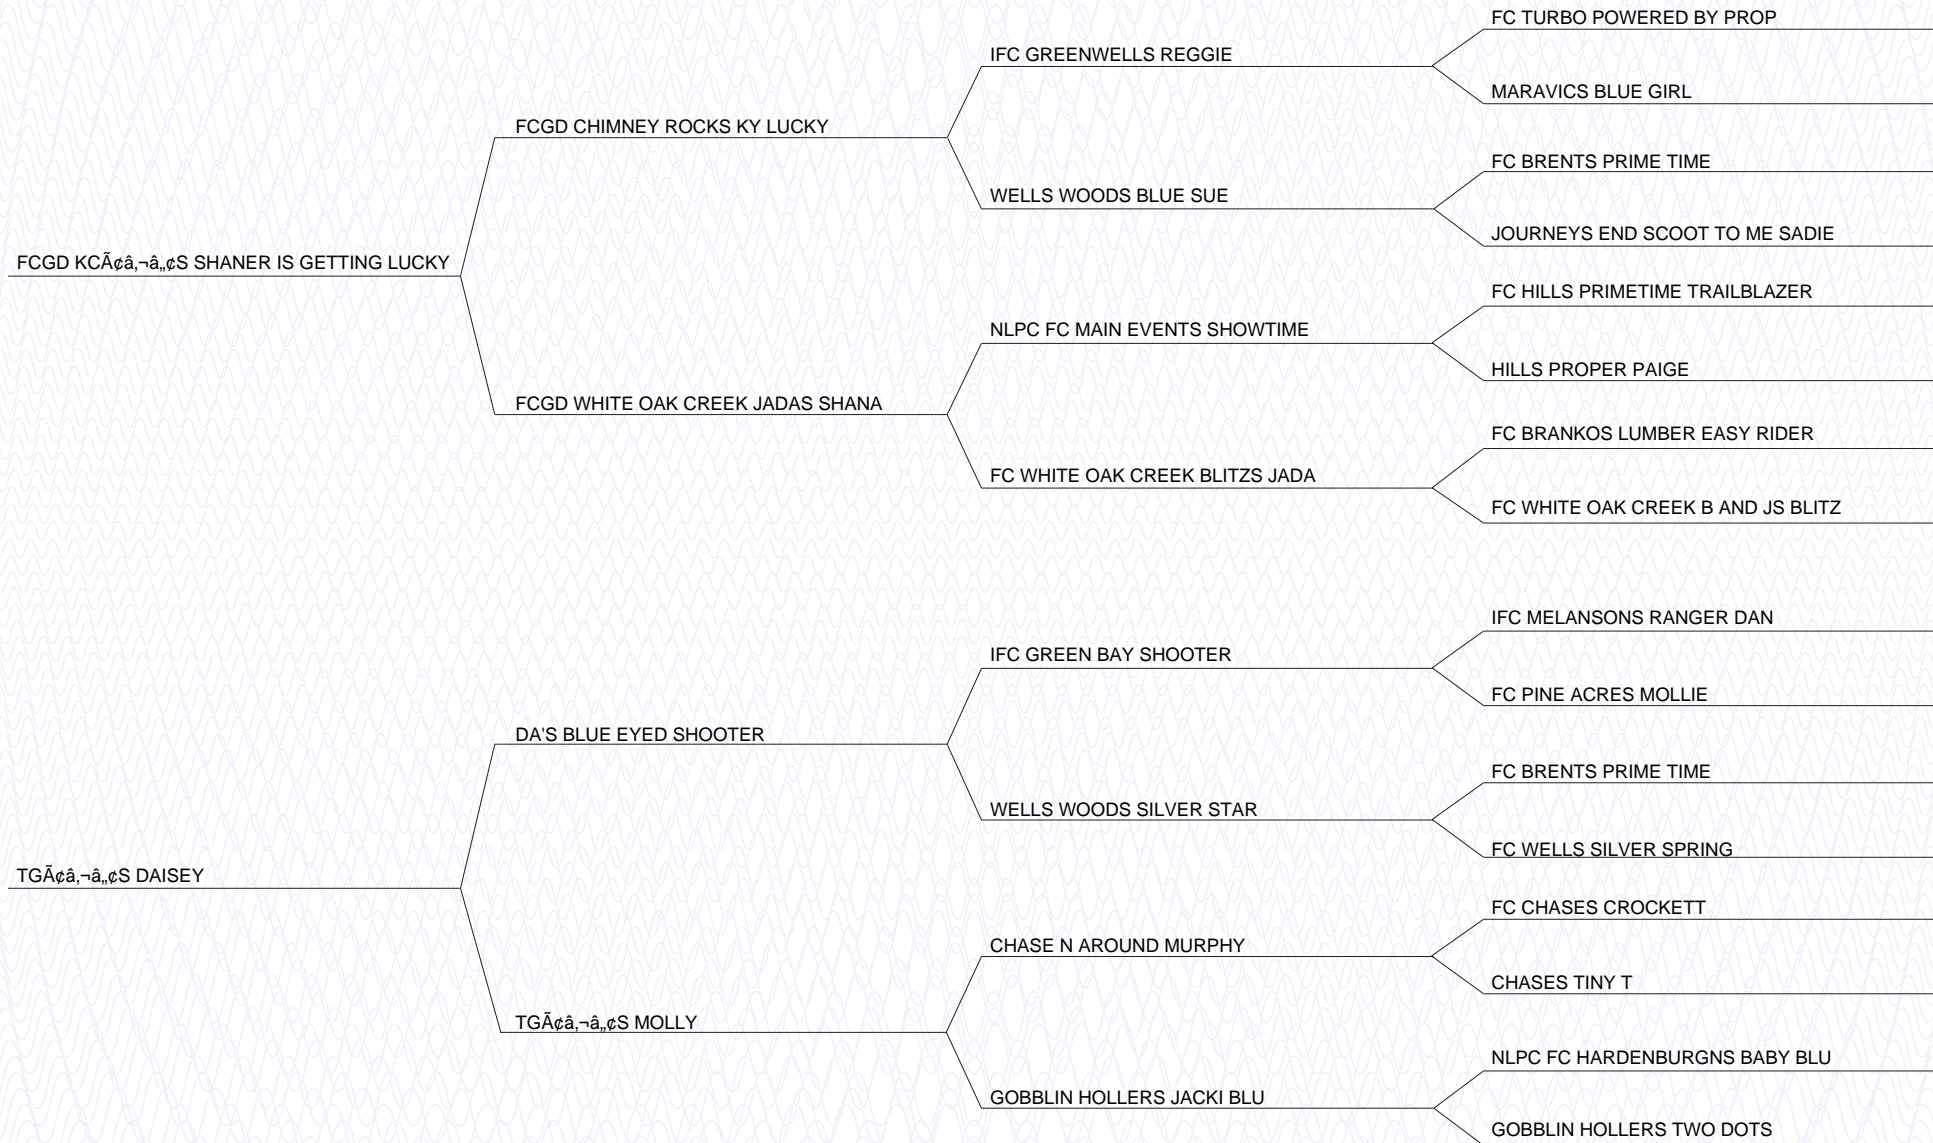 FC TURBO POWERED BY PROP
IFC GREENWELLS REGGIE
MARAVICS BLUE GIRL
FCGD CHIMNEY ROCKS KY LUCKY
FC BRENTS PRIME TIME
WELLS WOODS BLUE SUE
JOURNEYS END SCOOT TO ME SADIE
FCGD KCÃ¢â‚¬â„¢S SHANER IS GETTING LUCKY
FC HILLS PRIMETIME TRAILBLAZER
NLPC FC MAIN EVENTS SHOWTIME
HILLS PROPER PAIGE
FCGD WHITE OAK CREEK JADAS SHANA
FC BRANKOS LUMBER EASY RIDER
FC WHITE OAK CREEK BLITZS JADA
FC WHITE OAK CREEK B AND JS BLITZ
IFC MELANSONS RANGER DAN
IFC GREEN BAY SHOOTER
FC PINE ACRES MOLLIE
DA'S BLUE EYED SHOOTER
FC BRENTS PRIME TIME
WELLS WOODS SILVER STAR
FC WELLS SILVER SPRING
TGÃ¢â‚¬â„¢S DAISEY
FC CHASES CROCKETT
CHASE N AROUND MURPHY
CHASES TINY T
TGÃ¢â‚¬â„¢S MOLLY
NLPC FC HARDENBURGNS BABY BLU
GOBBLIN HOLLERS JACKI BLU
GOBBLIN HOLLERS TWO DOTS